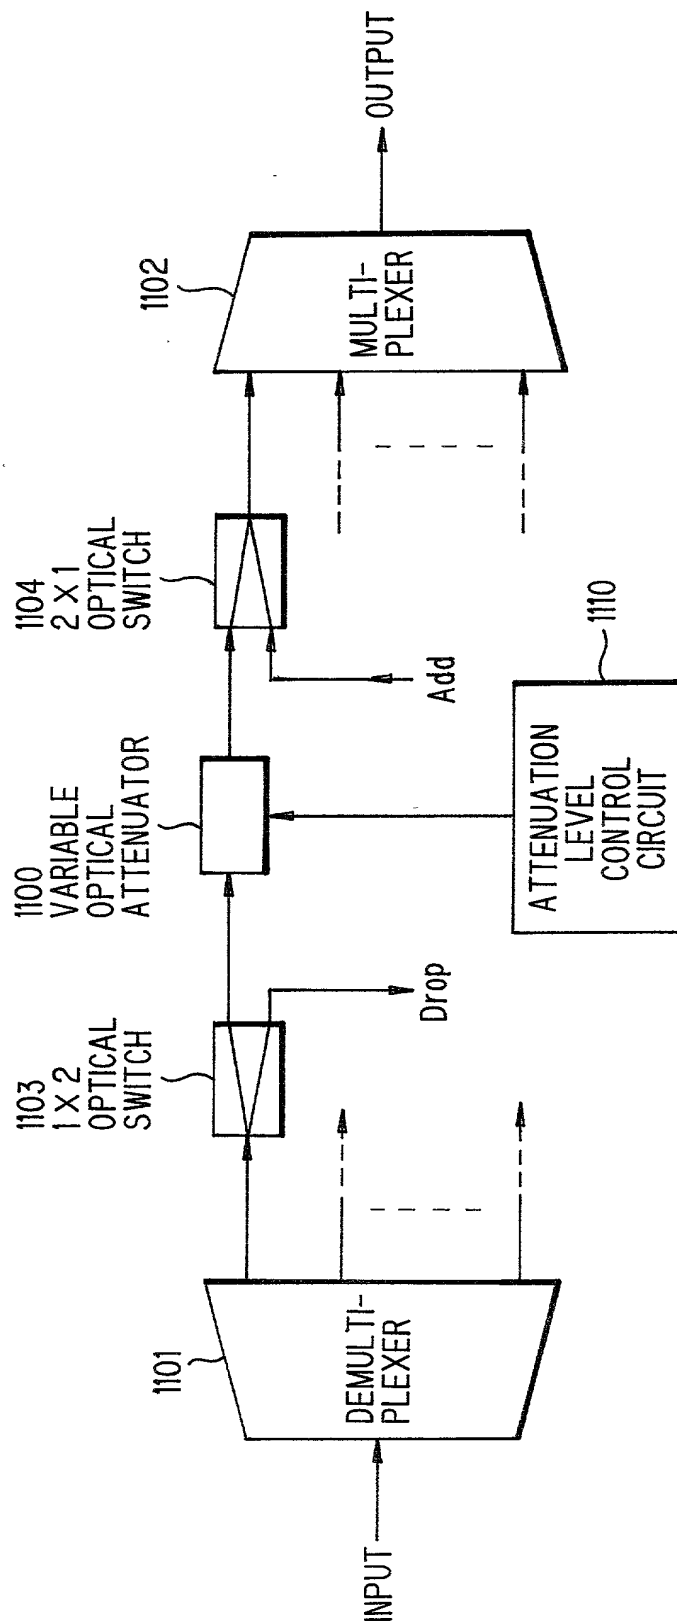 INPUT
1101
DEMULTI-
PLEXER
1103
1 X 2
OPTICAL
SWITCH
Drop
1100
VARIABLE
OPTICAL
ATTENUATOR
1110
ATTENUATION
LEVEL
CONTROL
CIRCUIT
1104
2 X 1
OPTICAL
SWITCH
Add
1102
MULTI-
PLEXER
OUTPUT